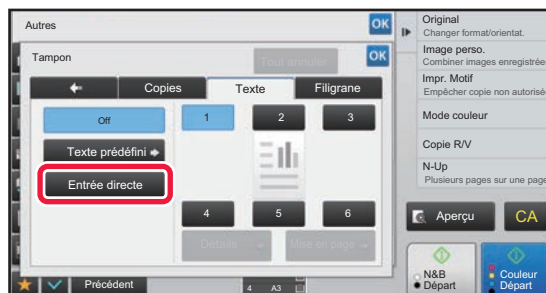 Autres
OK
Tampon
Tout annuler
OK
Copies
Texte
Filigrane
Off
Texte prédéfini
Entrée directe
1
2
3
4
5
6
Détails
Mise en page
Précédent
4 A3
Original
Changer format/orientat.
Image perso.
Combiner images enregistrée
Impr. Motif
Empêcher copie non autorisé
Mode couleur
Copie R/V
N-Up
Plusieurs pages sur une page
Aperçu
CA
N&B
Départ
Couleur
Départ